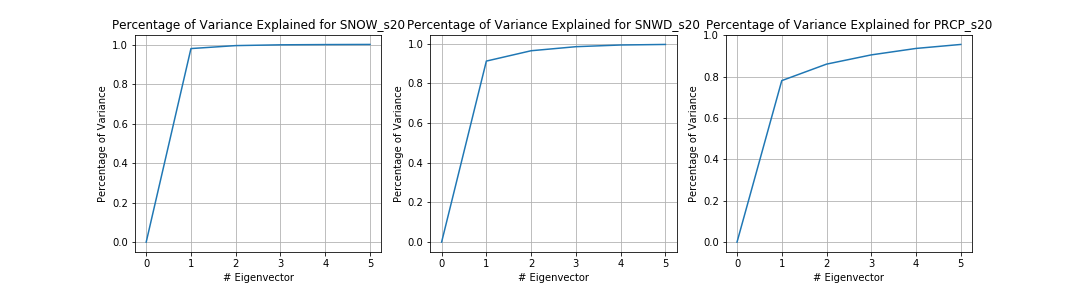 Percentage of Variance Explained for SNOW_s20
Percentage of Variance
1.0
0.8
0.6
0.4
0.2
0.0
0 1 2 3 4 5
# Eigenvector
Percentage of Variance Explained for SNWD_s20
Percentage of Variance
1.0
0.8
0.6
0.4
0.2
0.0
0 1 2 3 4 5
# Eigenvector
Percentage of Variance Explained for PRCP_s20
Percentage of Variance
1.0
0.8
0.6
0.4
0.2
0.0
0 1 2 3 4 5
# Eigenvector